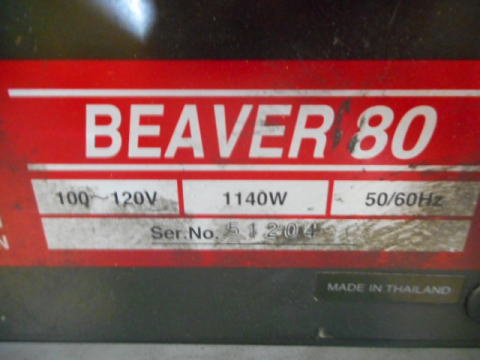 BEAVER 80
100~120V 1140W 50/60Hz
Ser.No. 51204
N
MADE IN THAILAND